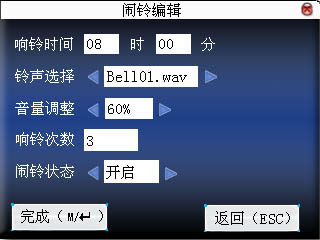 闹铃编辑
响铃时间 08 时 00 分
铃声选择 Bell01.wav
音量调整 60%
响铃次数 3
闹铃状态 开启
完成（M/↵） 返回（ESC）